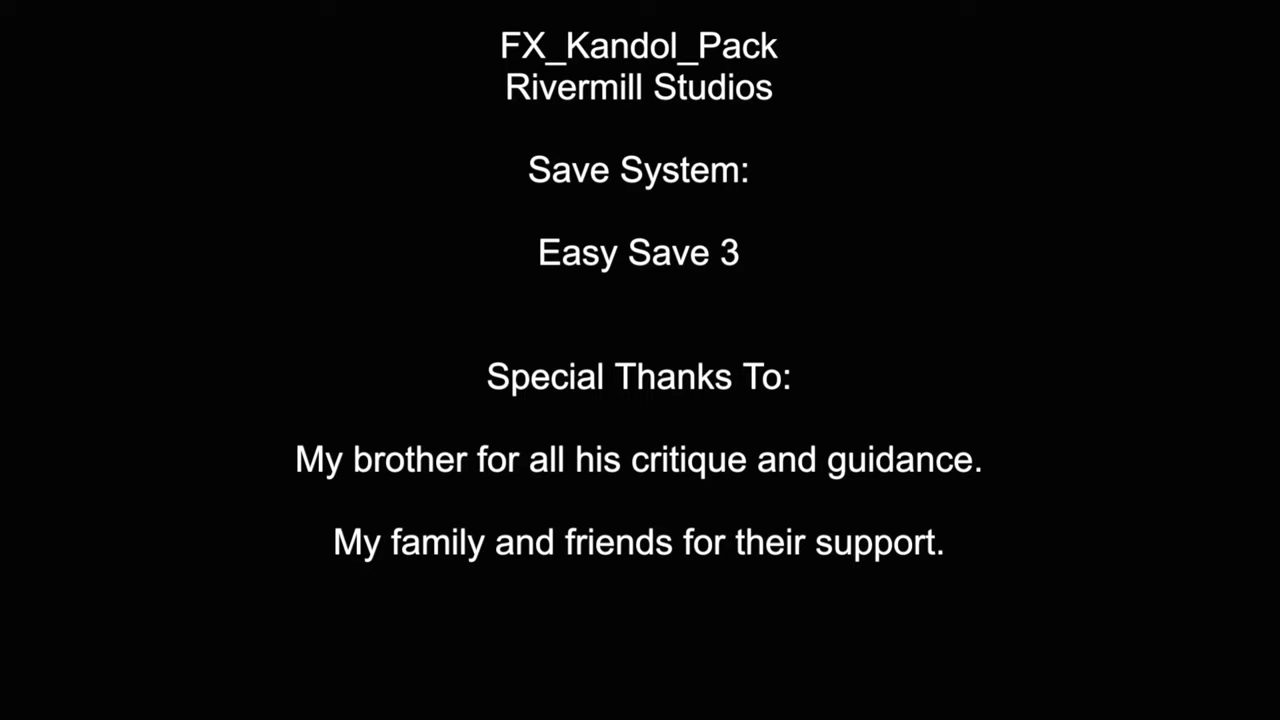 FX_Kandol_Pack
Rivermill Studios
Save System:
Easy Save 3
Special Thanks To:
My brother for all his critique and guidance.
My family and friends for their support.